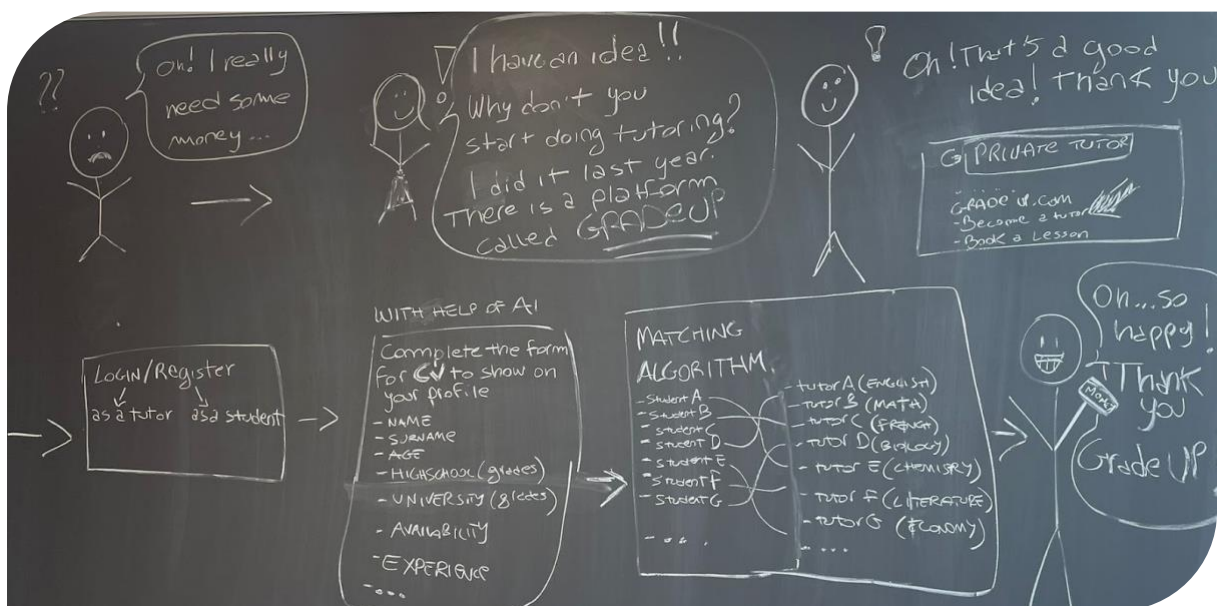 ??
Oh! I really
need some
money...
I have an idea!!
Why don't you
start doing tutoring?
I did it last year.
There is a platform
called GRADEUP
!
Oh! That's a good
idea! Thank you
G PRIVATE TUTOR
GRADEUP.com
- Become a tutor
- Book a Lesson
LOGIN/Register
as a tutor as a student
WITH HELP OF AI
Complete the form
for CV to show on
your profile
- NAME
- SURNAME
- AGE
- HIGHSCHOOL (grades)
- UNIVERSITY (grades)
- AVAILABILITY
- EXPERIENCE
- ...
MATCHING
ALGORITHM
- Student A
- Student B
- Student C
- Student D
- Student E
- Student F
- Student G
- ...
- tutor A (ENGLISH)
- tutor B (MATH)
- tutor C (FRENCH)
- tutor D (BIOLOGY)
- tutor E (CHEMISRY)
- tutor F (LITERATURE)
- tutor G (ECONOMY)
- ...
Oh...so
happy!
Thank
you
GradeUP